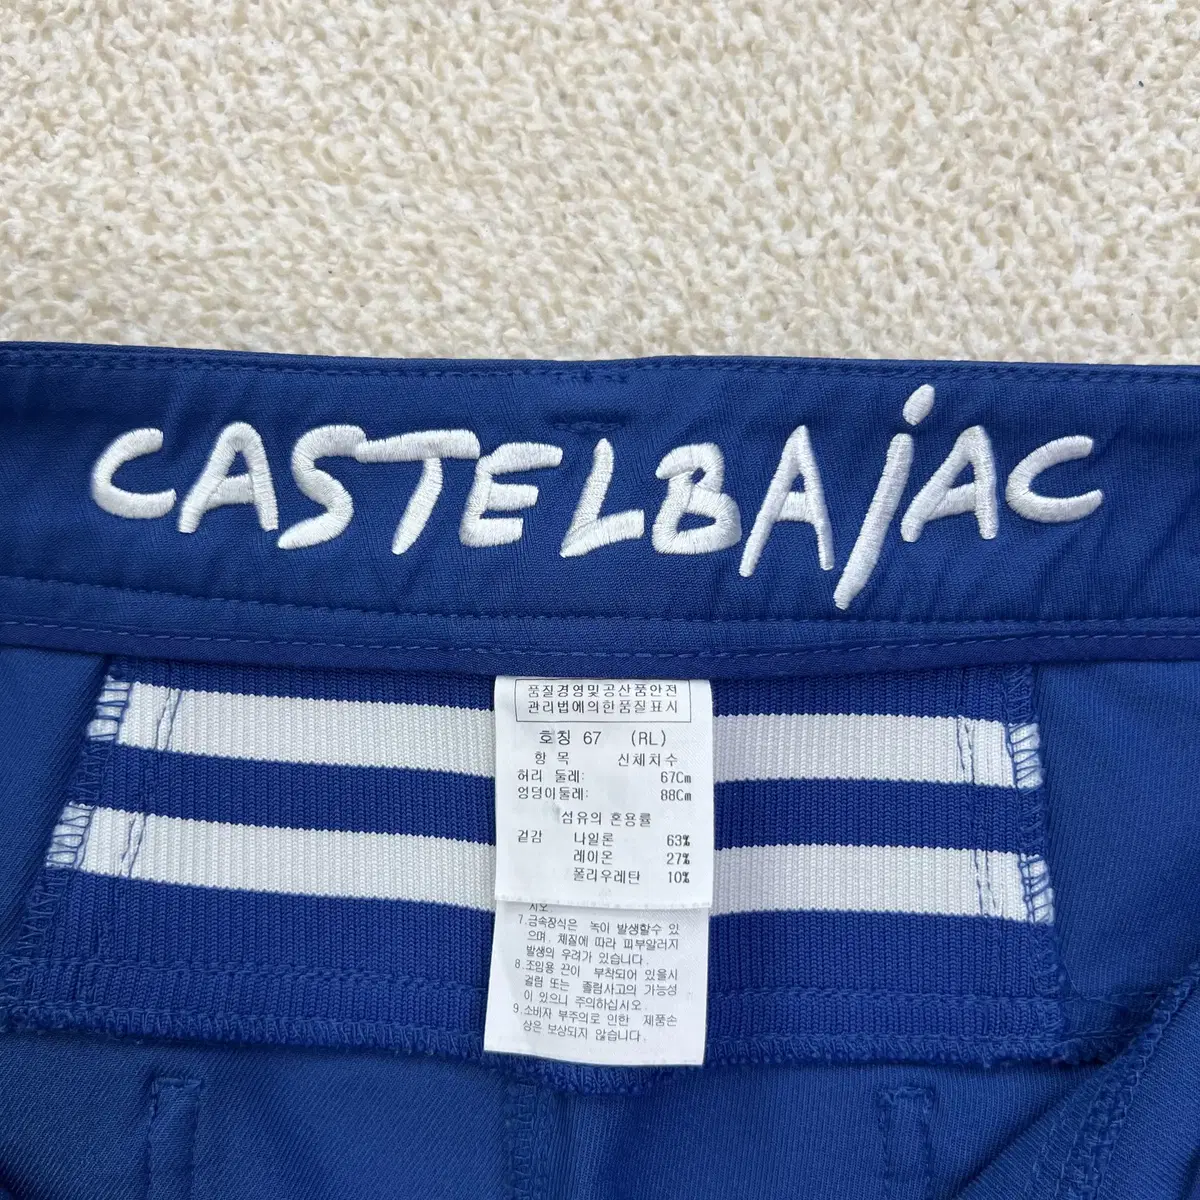 CASTELBAjAC
품질경영및공산품안전
관리법에의한품질표시
호칭 67 (RL)
항 목 신체치수
허리 둘레: 67Cm
엉덩이둘레: 88Cm
섬유의 혼용률
겉감 나일론 63%
레이온 27%
폴리우레탄 10%
시오.
7.금속장식은 녹이 발생할수 있
으며, 체질에 따라 피부알러지
발생의 우려가 있습니다.
8.조임용 끈이 부착되어 있을시
걸림 또는 졸림사고의 가능성
이 있으니 주의하십시오.
9.소비자 부주의로 인한 제품손
상은 보상되지 않습니다.